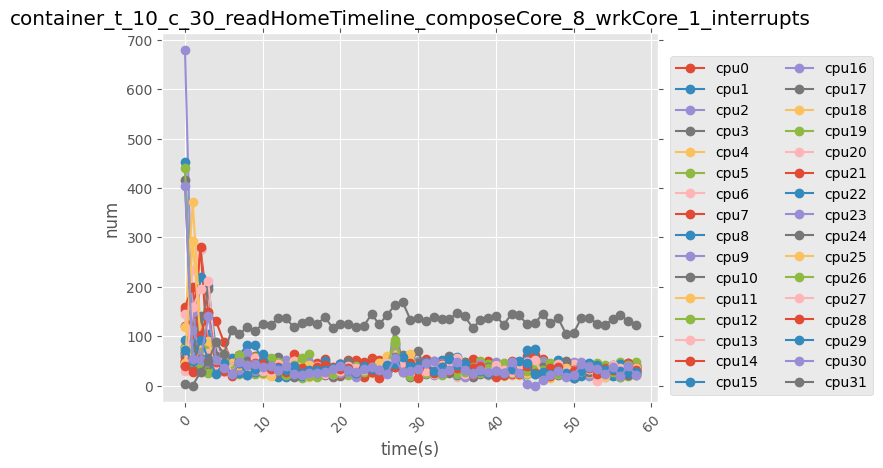 container_t_10_c_30_readHomeTimeline_composeCore_8_wrkCore_1_interrupts
700
600
500
400
300
200
100
0
num
0
10
20
30
40
50
60
time(s)
cpu0
cpu1
cpu2
cpu3
cpu4
cpu5
cpu6
cpu7
cpu8
cpu9
cpu10
cpu11
cpu12
cpu13
cpu14
cpu15
cpu16
cpu17
cpu18
cpu19
cpu20
cpu21
cpu22
cpu23
cpu24
cpu25
cpu26
cpu27
cpu28
cpu29
cpu30
cpu31